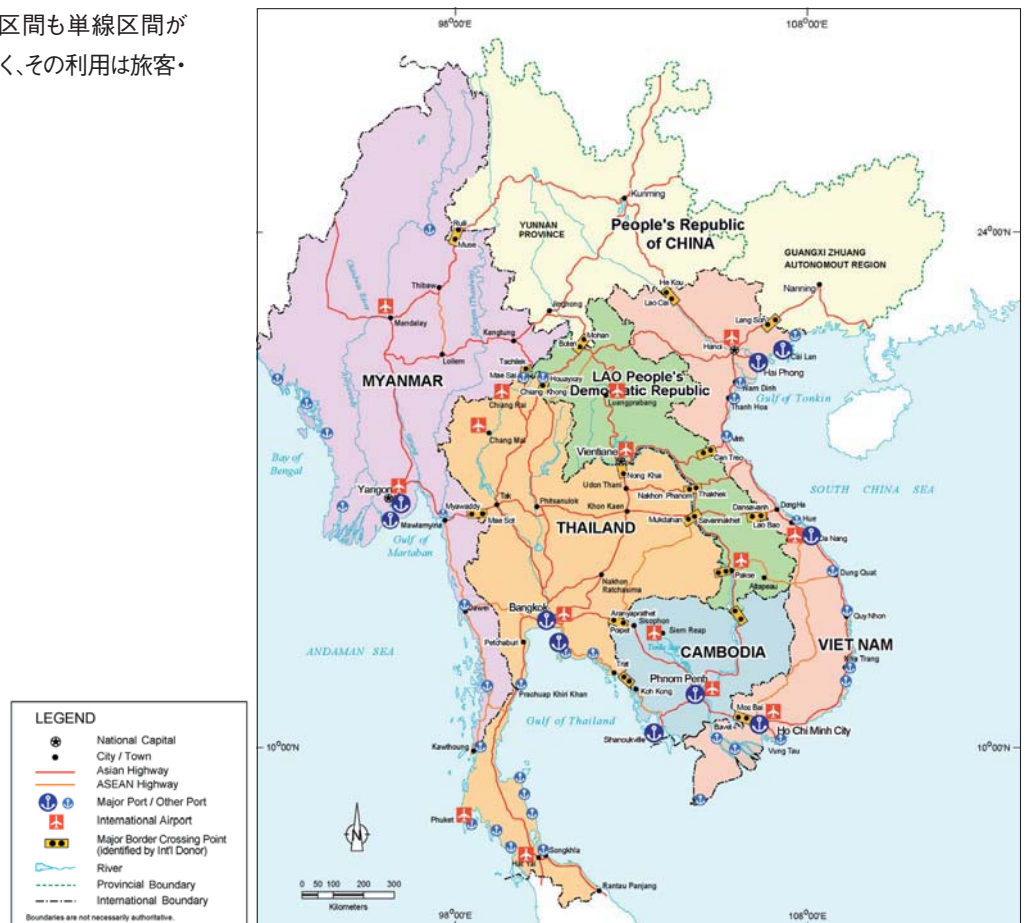 区間も単線区間が
く、その利用は旅客・
98°00'E
108°00'E
Kunming
YUNNAN
PROVINCE
People's Republic
of CHINA
Ruili
Muse
24°00'N
GUANGXI ZHUANG
AUTONOMOUT REGION
Nanning
He Kou
Lao Cai
Thibaw
Jinghong
Lang Son
Mandalay
Kengtung
Mohan
Boten
Hanoi
Loilem
Cai Lan
Hai Phong
Tachilek
MYANMAR
Mae Sai
Houayxay
LAO People's
Democratic Republic
Chiang Khong
Nam Dinh
Gulf of Tonkin
Chiang Rai
Luangprabang
Thanh Hoa
Chang Mai
Bay of
Bengal
Vientiane
Vinh
Can Treo
Nong Khai
Udon Thani
SOUTH CHINA SEA
Yangon
Nakhon Phanom
Thakhek
Myawaddy
Tak
Phitsanulok
Khon Kaen
Dansavanh
Dong Ha
Mawlamyine
Mae Sot
THAILAND
Mukdahan
Savannakhet
Lao Bao
Hue
Da Nang
Gulf of
Martaban
Pakse
Attapeau
Dung Quat
Nakhon
Ratchasima
Bangkok
Aranyaprathet
Sisophon
Poipet
Siem Reap
Quy Nhon
Petchaburi
CAMBODIA
VIET NAM
ANDAMAN SEA
Trat
Nha Trang
Phnom Penh
Prachuap Khiri Khan
Koh Kong
Moc Bai
Gulf of Thailand
Bavet
Ho Chi Minh City
Sihanoukville
Vung Tau
Kawthoung
10°00'N
10°00'N
Phuket
N
Songkhla
Hat Yai
Rantau Panjang
0 50 100 200 300
Kilometers
98°00'E
108°00'E
LEGEND
National Capital
City / Town
Asian Highway
ASEAN Highway
Major Port / Other Port
International Airport
Major Border Crossing Point
(identified by Int'l Donor)
River
Provincial Boundary
International Boundary
Boundaries are not necessarily authoritative.